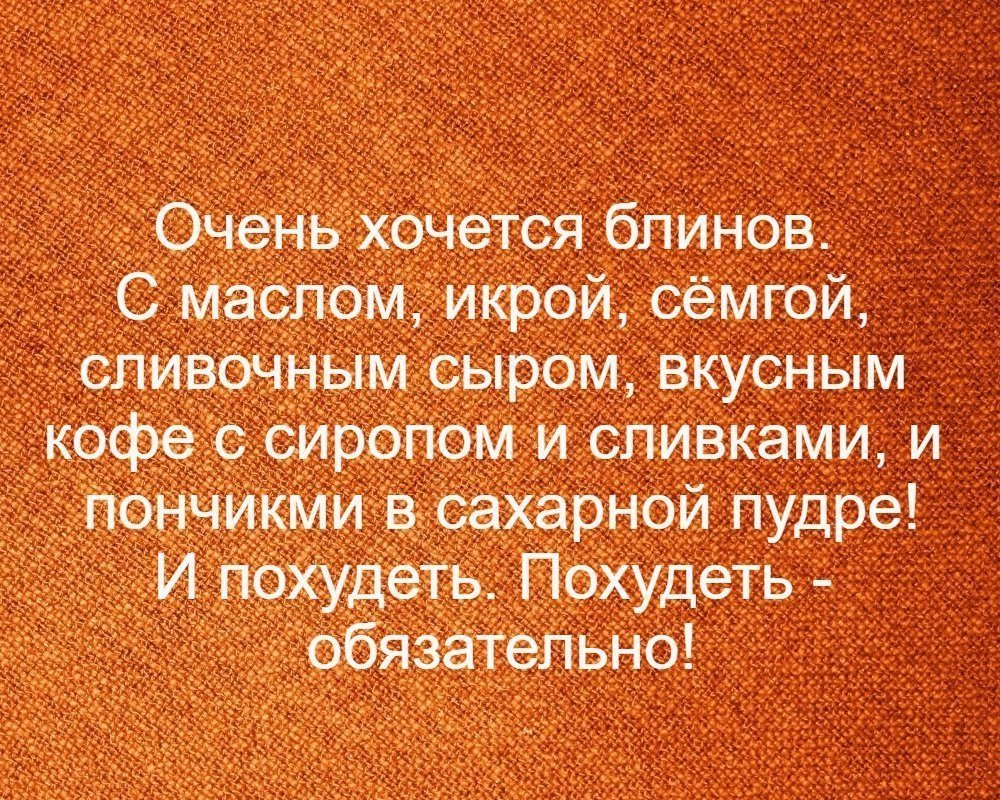 Очень хочется блинов.
С маслом, икрой, сёмгой,
сливочным сыром, вкусным
кофе с сиропом и сливками, и
пончикми в сахарной пудре!
И похудеть. Похудеть -
обязательно!